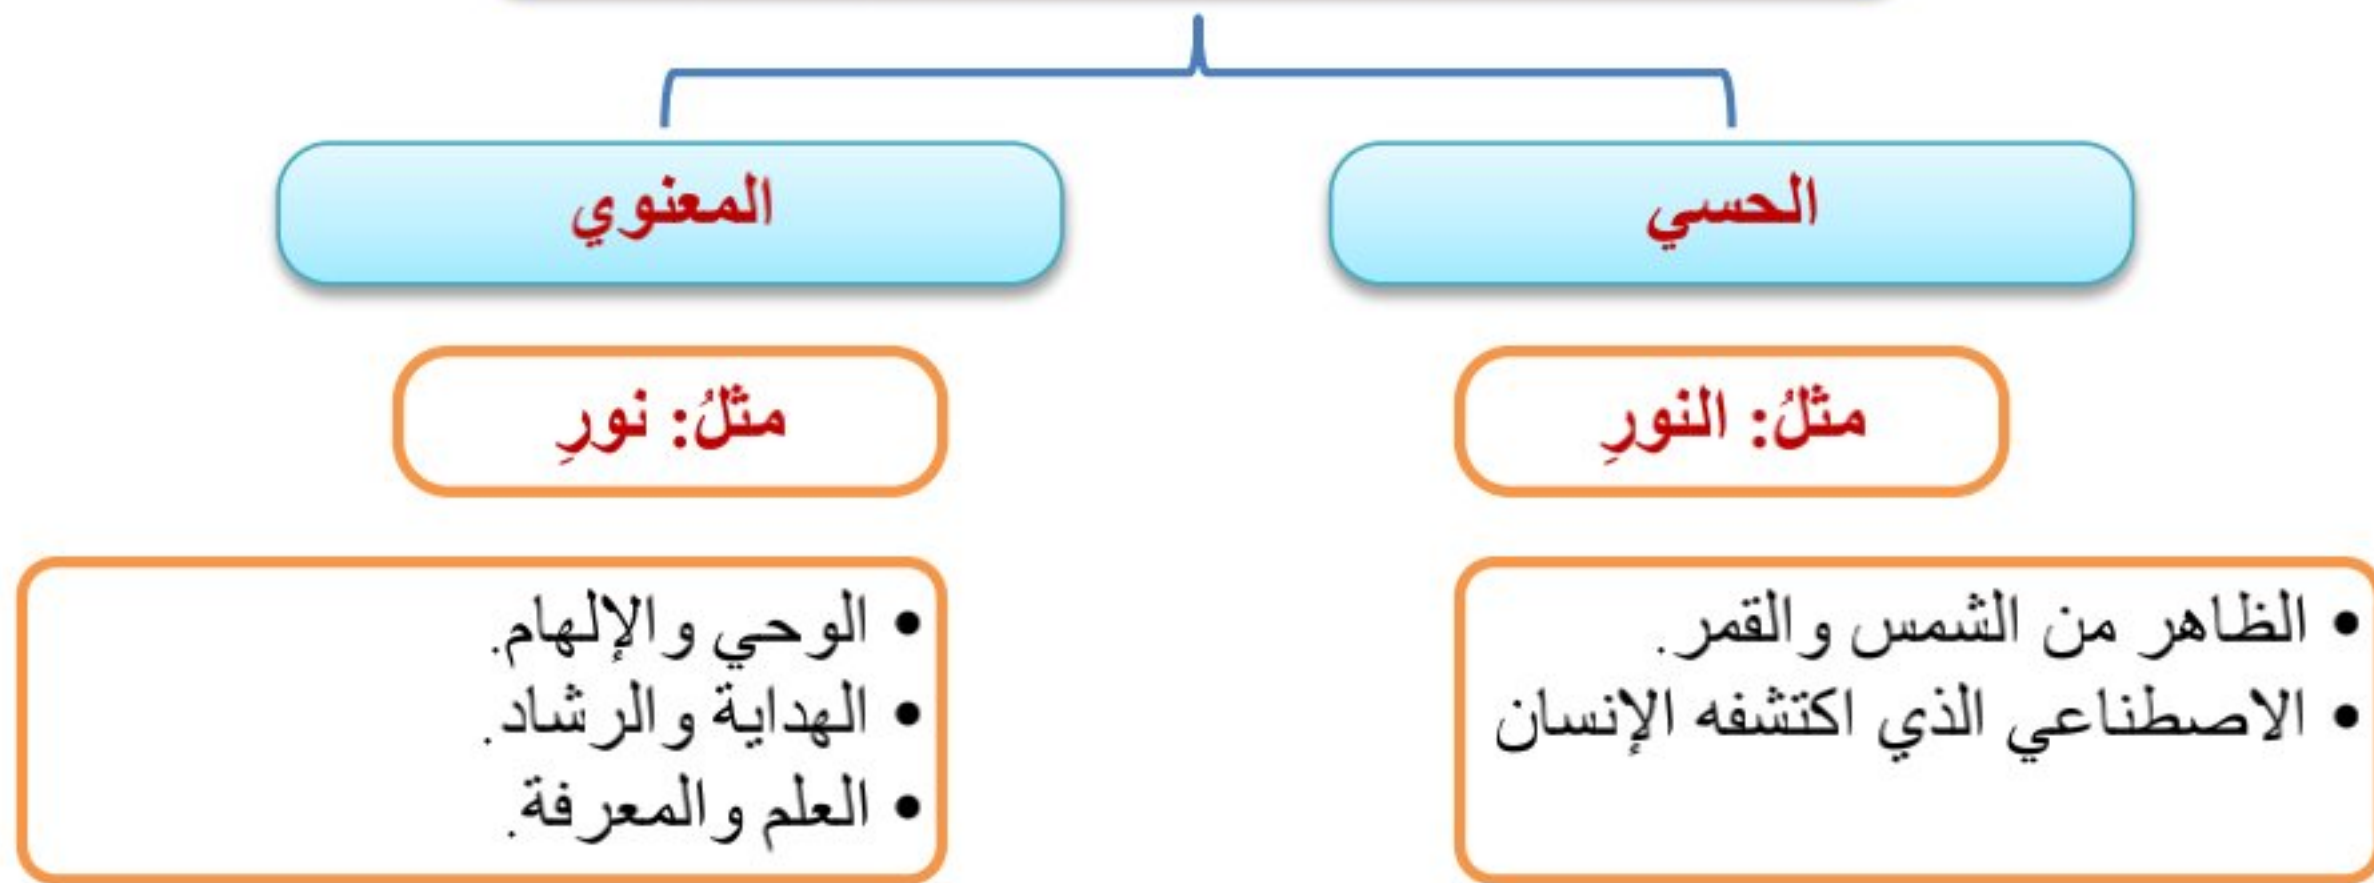 الحسي
المعنوي
مثلُ: النورِ
مثلُ: نورِ
• الظاهر من الشمس والقمر.
• الاصطناعي الذي اكتشفه الإنسان
• الوحي والإلهام.
• الهداية والرشاد.
• العلم والمعرفة.